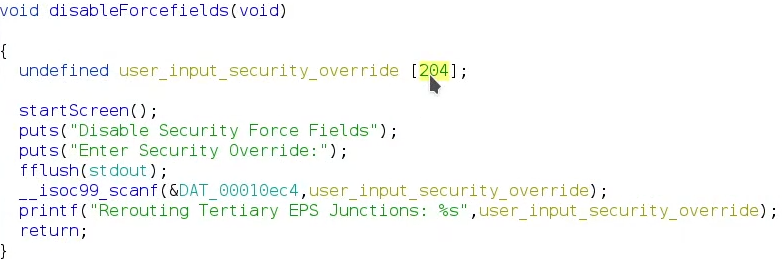 void disableForcefields(void)
{
undefined user_input_security_override [204];
startScreen();
puts("Disable Security Force Fields");
puts("Enter Security Override:");
fflush(stdout);
__isoc99_scanf(&DAT_00010ec4,user_input_security_override);
printf("Rerouting Tertiary EPS Junctions: %s",user_input_security_override);
return;
}